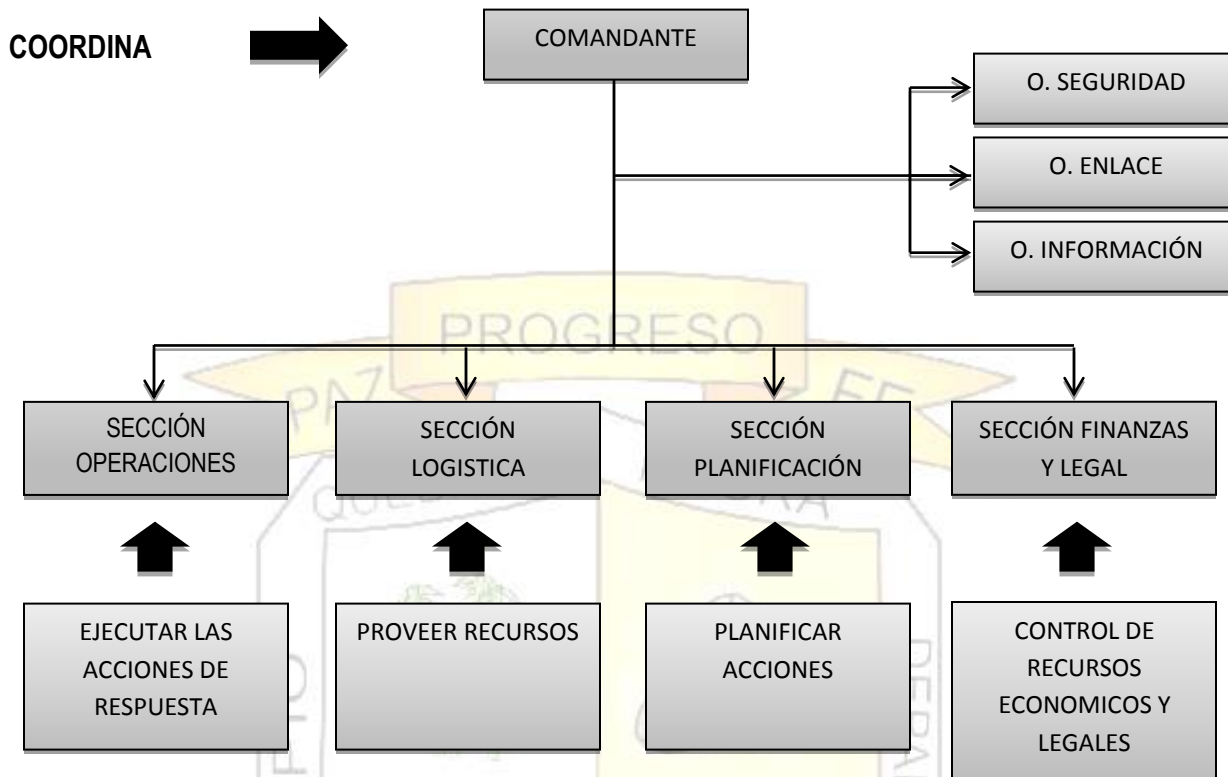 COORDINA
COMANDANTE
O. SEGURIDAD
O. ENLACE
O. INFORMACIÓN
PROGRESO
PAZ
SECCIÓN
OPERACIONES
SECCIÓN
LOGISTICA
SECCIÓN
PLANIFICACIÓN
SECCIÓN FINANZAS
Y LEGAL
EJECUTAR LAS
ACCIONES DE
RESPUESTA
PROVEER RECURSOS
PLANIFICAR
ACCIONES
CONTROL DE
RECURSOS
ECONOMICOS Y
LEGALES